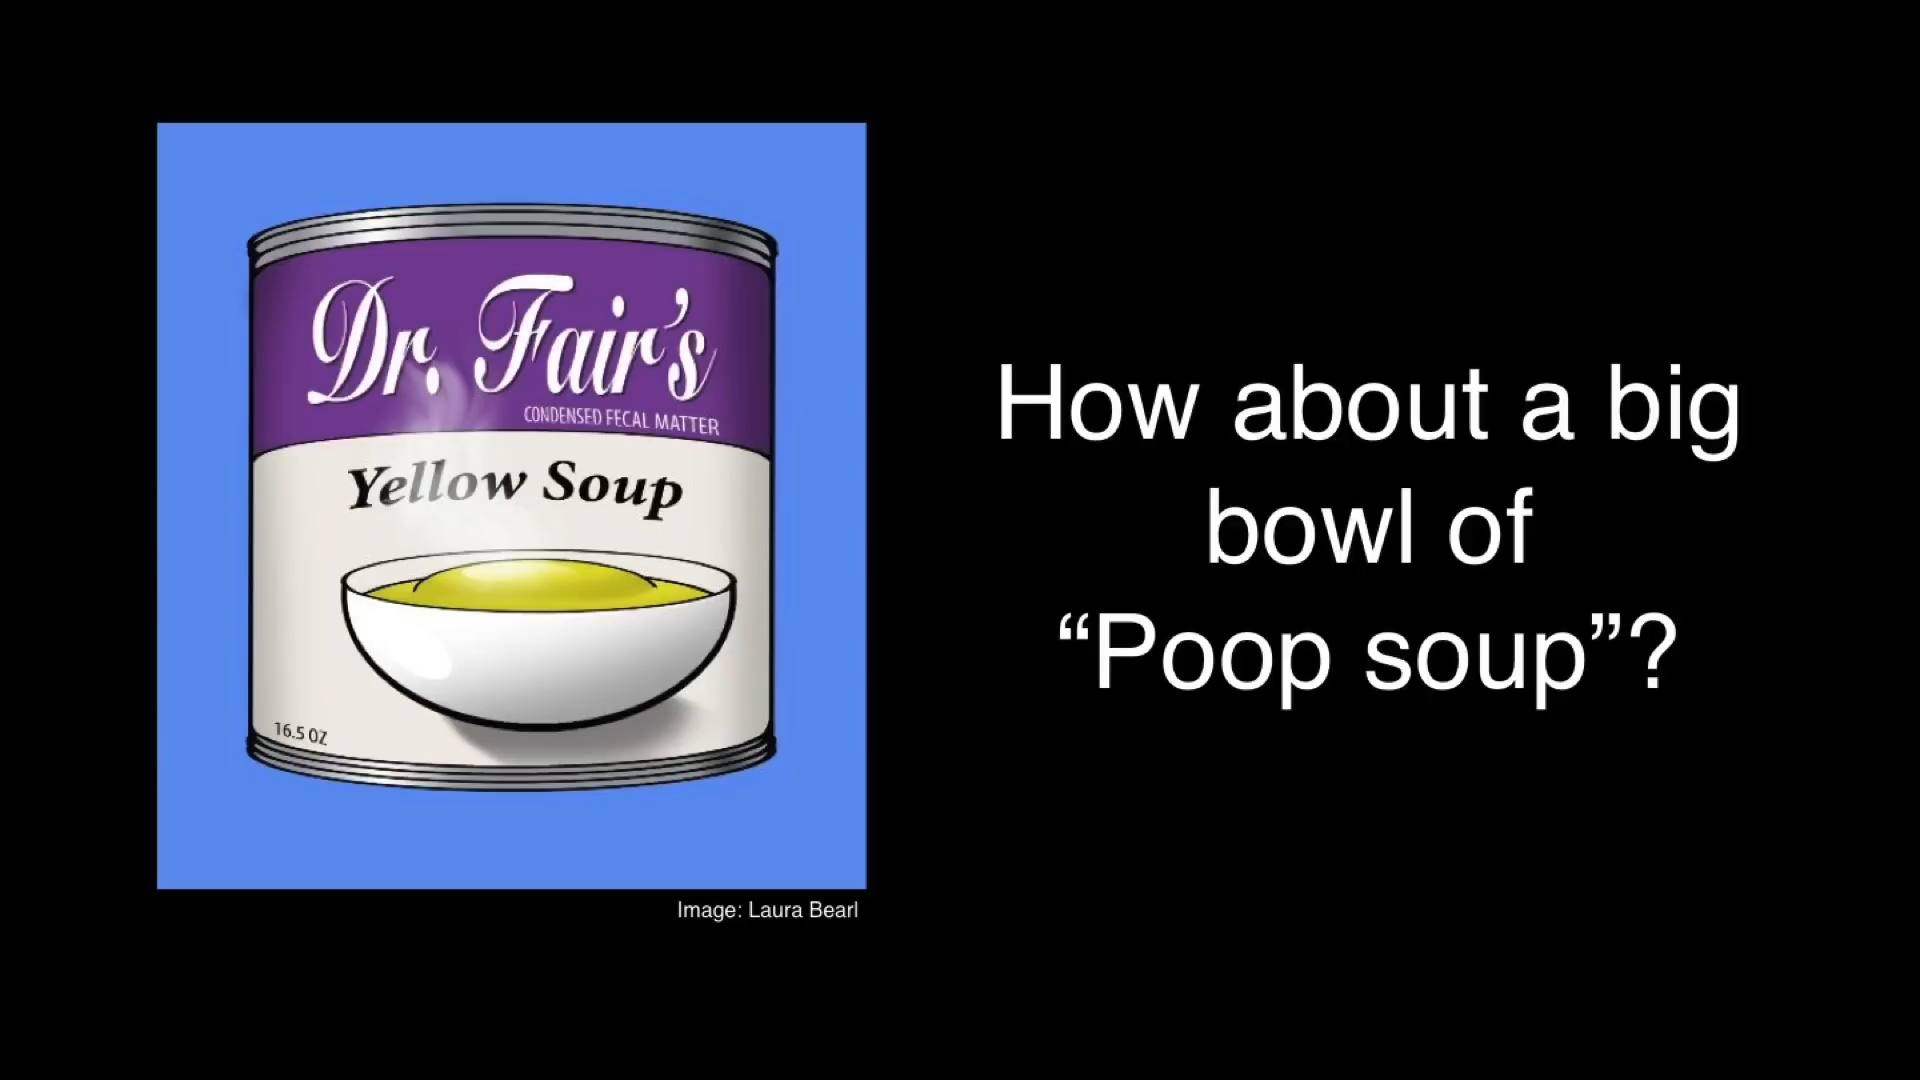 Dr. Fair's
CONDENSED FECAL MATTER
Yellow Soup
16.5 OZ
Image: Laura Bearl
How about a big
bowl of
“Poop soup”?